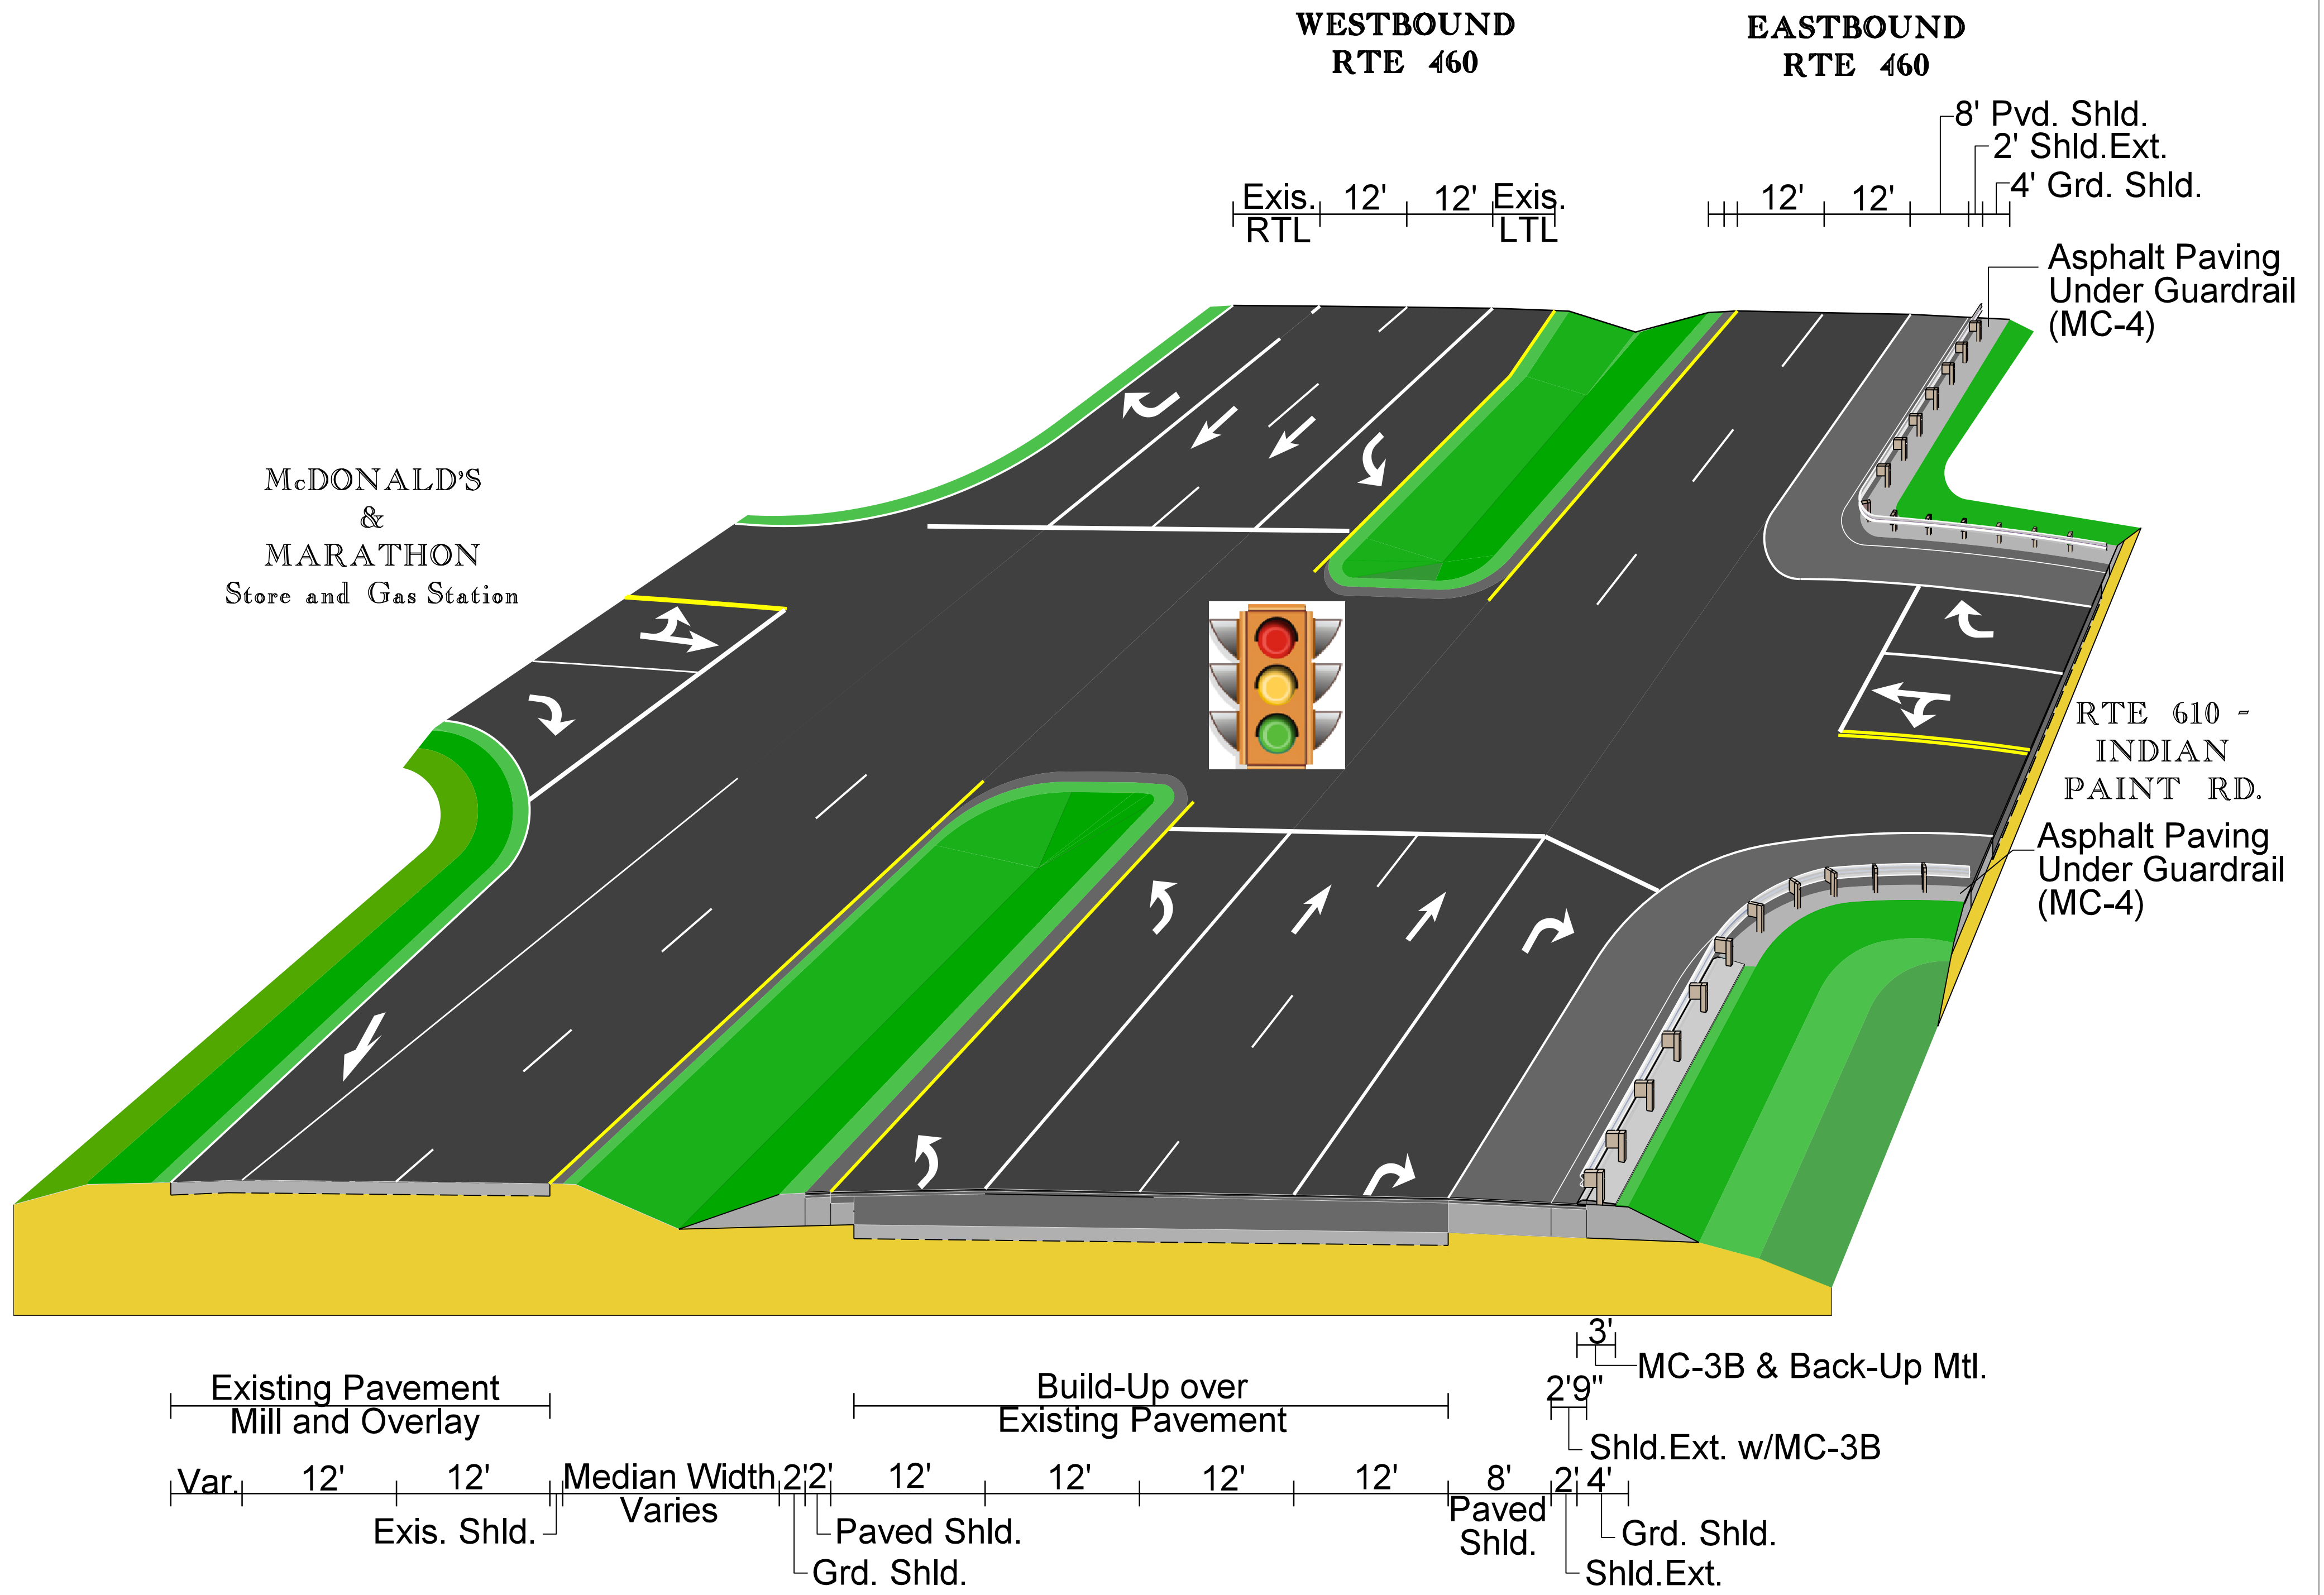 WESTBOUND
RTE 460
EASTBOUND
RTE 460
8' Pvd. Shld.
2' Shld.Ext.
4' Grd. Shld.
Exis.
RTL
12'
12'
Exis.
LTL
12'
12'
Asphalt Paving
Under Guardrail
(MC-4)
McDONALD'S
&
MARATHON
Store and Gas Station
RTE 610 -
INDIAN
PAINT RD.
Asphalt Paving
Under Guardrail
(MC-4)
3'
MC-3B & Back-Up Mtl.
2'9"
Shld.Ext. w/MC-3B
Existing Pavement
Mill and Overlay
Build-Up over
Existing Pavement
Var.
12'
12'
Median Width
Varies
2'
2'
12'
12'
12'
12'
8'
Paved
Shld.
2'
4'
Exis. Shld.
Paved Shld.
Grd. Shld.
Grd. Shld.
Shld.Ext.